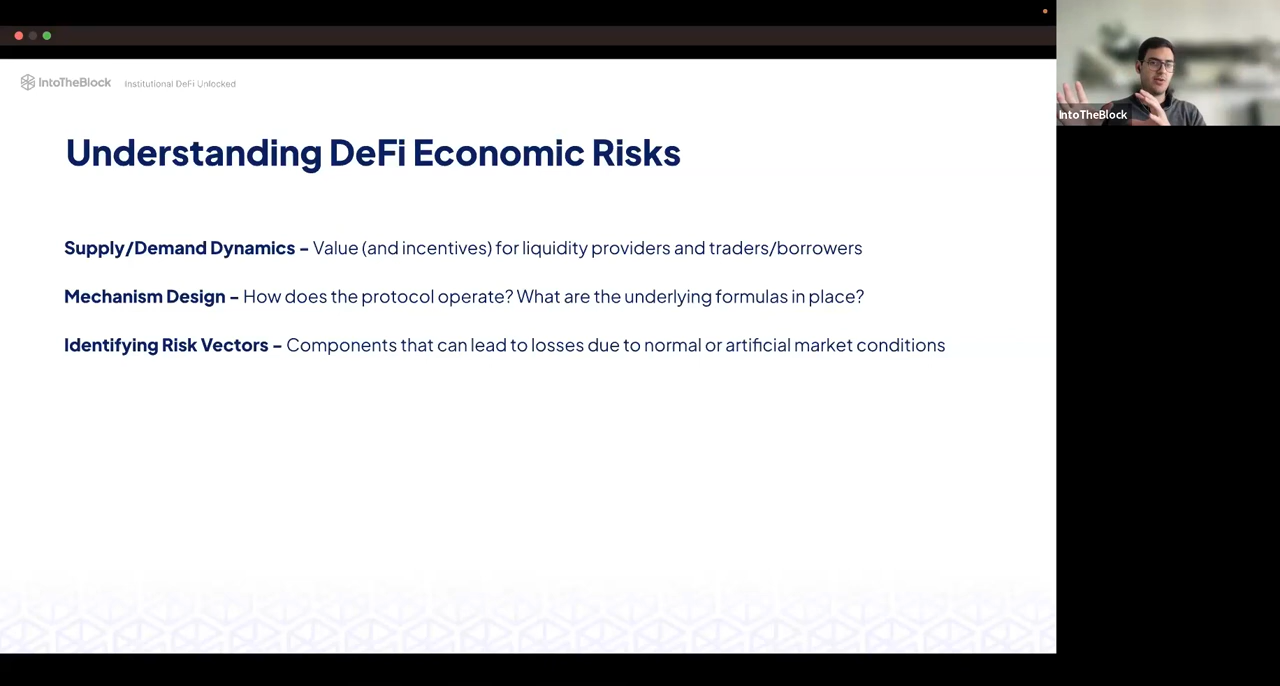 IntoTheBlock Institutional DeFi Unlocked
IntoTheBlock
Understanding DeFi Economic Risks
Supply/Demand Dynamics – Value (and incentives) for liquidity providers and traders/borrowers
Mechanism Design – How does the protocol operate? What are the underlying formulas in place?
Identifying Risk Vectors – Components that can lead to losses due to normal or artificial market conditions